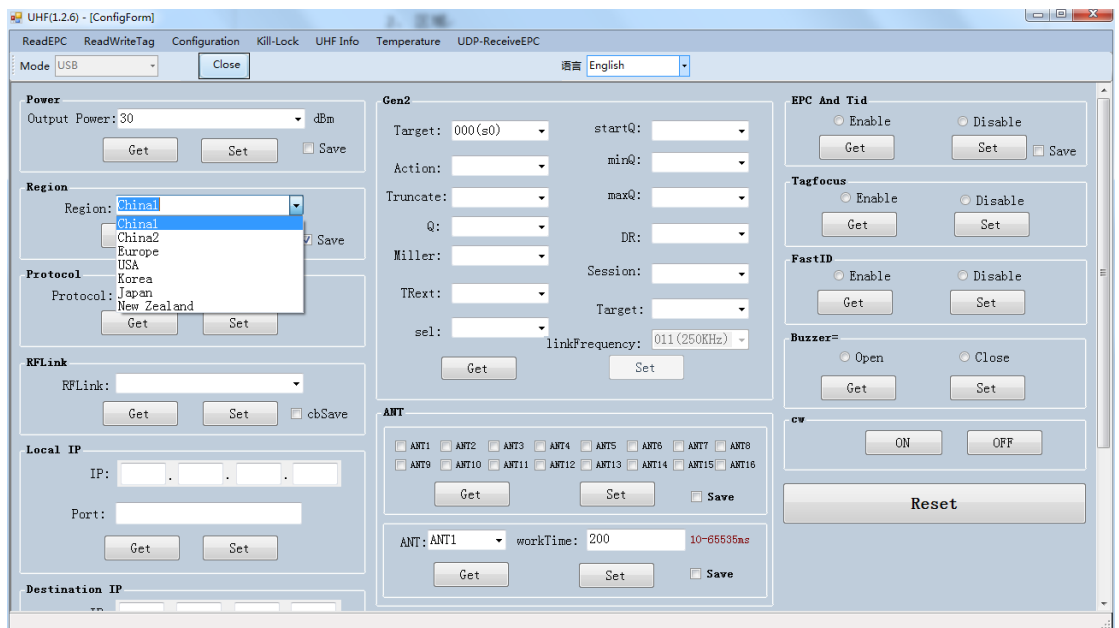 UHF(1.2.6) - [ConfigForm]
ReadEPC ReadWriteTag Configuration Kill-Lock UHF Info Temperature UDP-ReceiveEPC
Mode USB Close 语言 English
Power
Output Power: 30 dBm
Get Set Save
Region
Region: China1
China1
China2
Europe
USA
Korea
Japan
New Zealand
Save
Protocol
Protocol:
Get Set
RFLink
RFLink:
Get Set cbSave
Local IP
IP: . . .
Port:
Get Set
Destination IP
Gen2
Target: 000(s0) startQ:
Action: minQ:
Truncate: maxQ:
Q: DR:
Miller: Session:
TRext: Target:
sel: linkFrequency: 011(250KHz)
Get Set
ANT
ANT1 ANT2 ANT3 ANT4 ANT5 ANT6 ANT7 ANT8
ANT9 ANT10 ANT11 ANT12 ANT13 ANT14 ANT15 ANT16
Get Set Save
ANT: ANT1 workTime: 200 10-65535ms
Get Set Save
EPC And Tid
Enable Disable
Get Set Save
Tagfocus
Enable Disable
Get Set
FastID
Enable Disable
Get Set
Buzzer=
Open Close
Get Set
cw
ON OFF
Reset